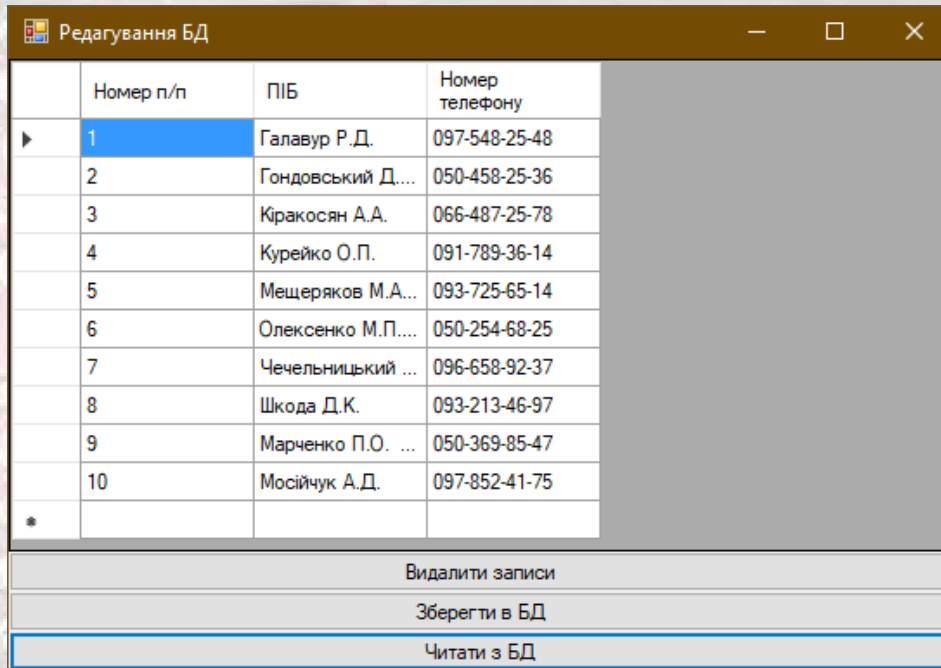 Редагування БД
Номер п/п ПІБ Номер телефону
1 Галавур Р.Д. 097-548-25-48
2 Гондовський Д.... 050-458-25-36
3 Кіракосян А.А. 066-487-25-78
4 Курейко О.П. 091-789-36-14
5 Мещеряков М.А... 093-725-65-14
6 Олексенко М.П.... 050-254-68-25
7 Чечельницький ... 096-658-92-37
8 Шкода Д.К. 093-213-46-97
9 Марченко П.О. ... 050-369-85-47
10 Мосійчук А.Д. 097-852-41-75
Видалити записи
Зберегти в БД
Читати з БД